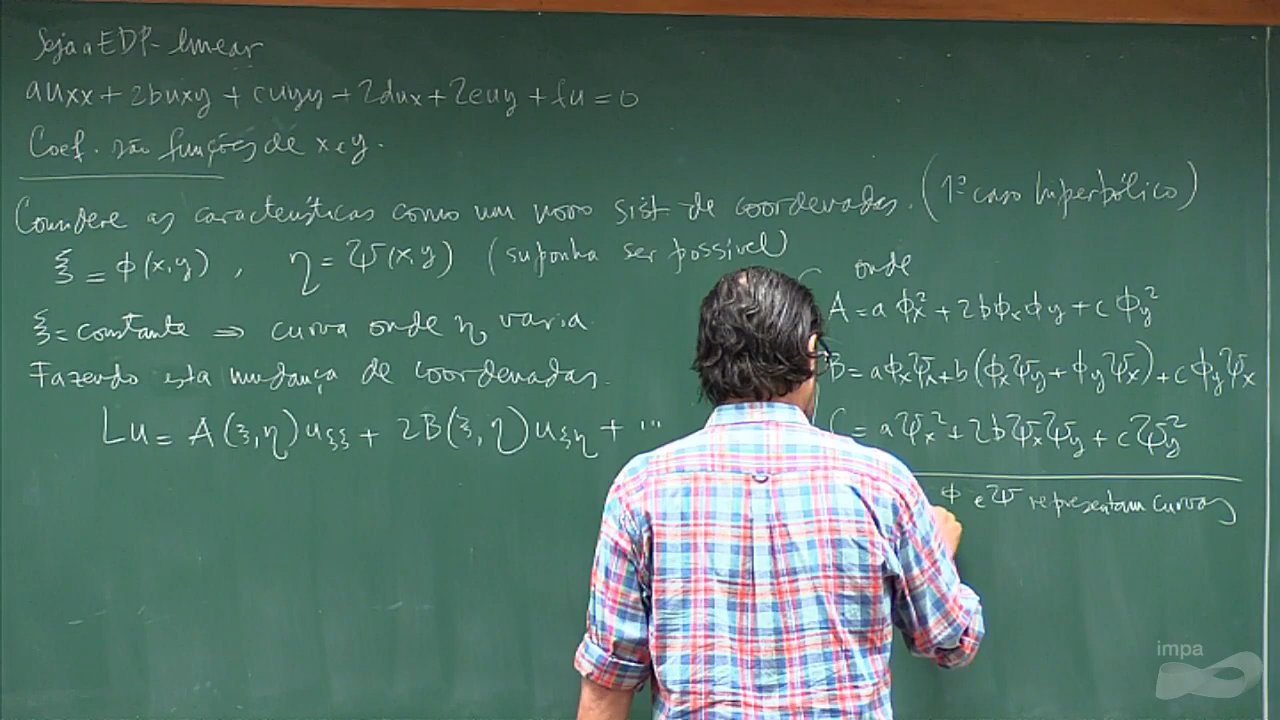 Seja a EDP-linear
auxx + 2buxy + cuyy + 2dux + 2euy + fu = 0
Coef. são funções de x e y.
Considere as características como um novo sist de coordenadas. (1º caso hiperbólico)
ξ = ϕ(x,y), η = Ψ(x,y) (suponha ser possível)
ξ = constante ⇒ curva onde η varia.
Fazendo esta mudança de coordenadas.
Lu = A(ξ,η)uξξ + 2B(ξ,η)uξη + ...
onde
A = aϕx² + 2bϕxϕy + cϕy²
B = aϕxΨx + b(ϕxΨy + ϕyΨx) + cϕyΨx
C = aΨx² + 2bΨxΨy + cΨy²
ϕ e Ψ representam curvas
impa